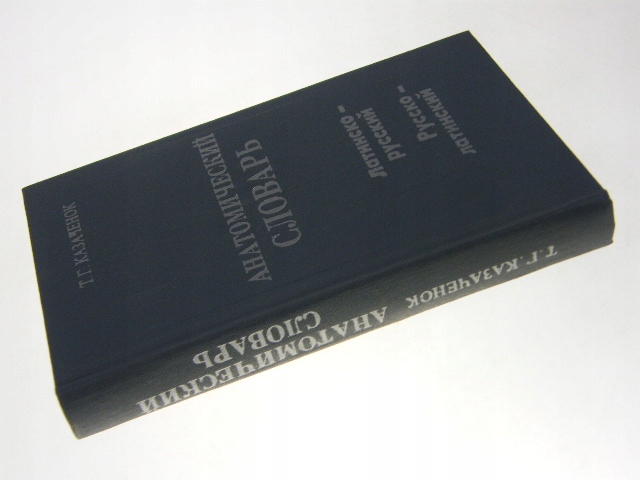 Т. Г. КАЗАЧЕНОК
АНАТОМИЧЕСКИЙ
СЛОВАРЬ
Латинско-
русский
Русско-
латинский
Т. Г. КАЗАЧЕНОК АНАТОМИЧЕСКИЙ
СЛОВАРЬ